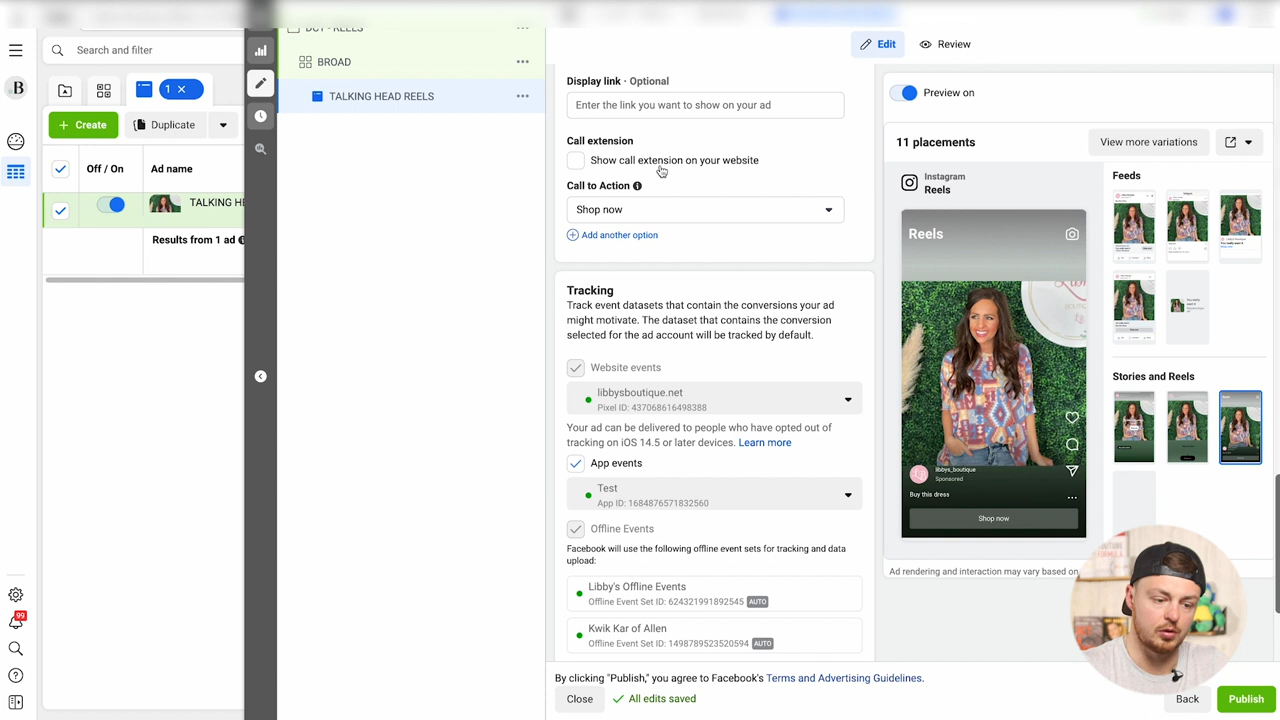 Search and filter
1 ×
+ Create
Duplicate
Off / On
Ad name
TALKING HE
Results from 1 ad
99
BROAD
TALKING HEAD REELS
Edit
Review
Display link · Optional
Enter the link you want to show on your ad
Call extension
Show call extension on your website
Call to Action
Shop now
Add another option
Tracking
Track event datasets that contain the conversions your ad
might motivate. The dataset that contains the conversion
selected for the ad account will be tracked by default.
Website events
libbysboutique.net
Pixel ID: 437068616498388
Your ad can be delivered to people who have opted out of
tracking on iOS 14.5 or later devices. Learn more
App events
Test
App ID: 1684876571832560
Offline Events
Facebook will use the following offline event sets for tracking and data
upload:
Libby's Offline Events
Offline Event Set ID: 624321991892545 AUTO
Kwik Kar of Allen
Offline Event Set ID: 1498789523520594 AUTO
By clicking "Publish," you agree to Facebook's Terms and Advertising Guidelines.
Close
All edits saved
Back
Publish
Preview on
11 placements
View more variations
Instagram
Reels
Reels
libbys_boutique
Sponsored
Buy this dress
Shop now
Feeds
Stories and Reels
Ad rendering and interaction may vary based on